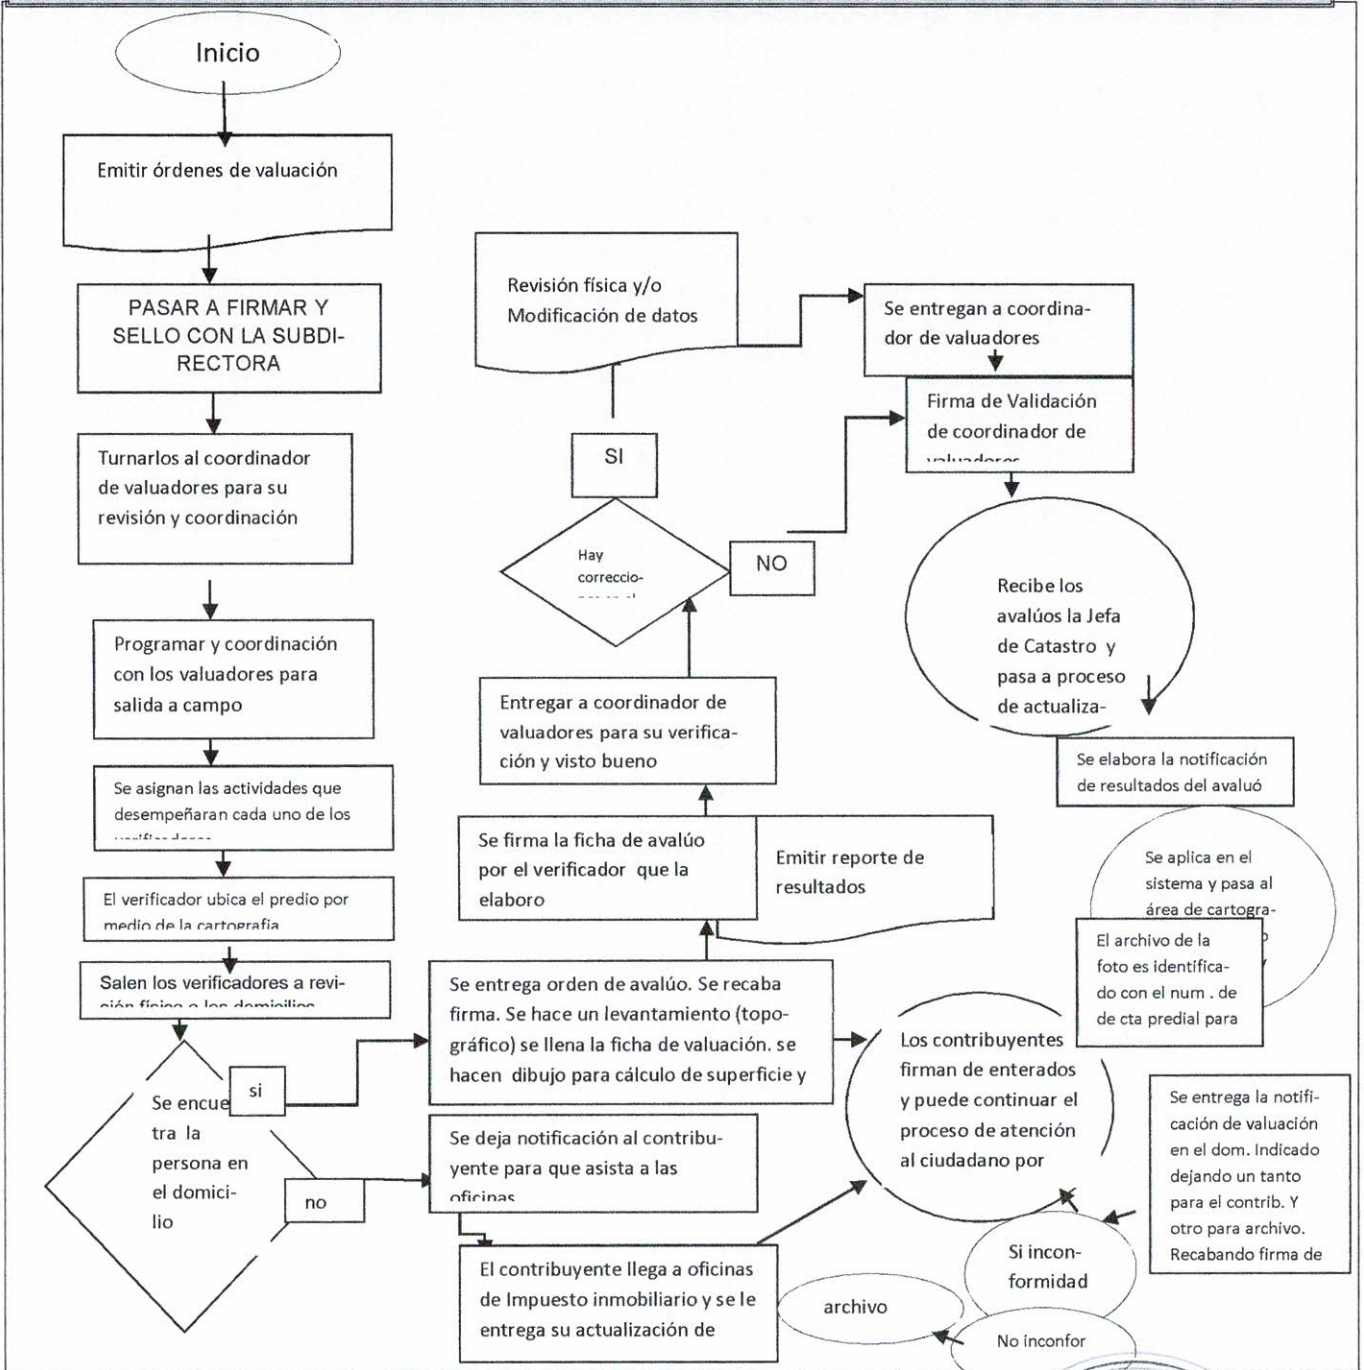 Inicio
Emitir órdenes de valuación
PASAR A FIRMAR Y
SELLO CON LA SUBDI-
RECTORA
Turnarlos al coordinador
de valuadores para su
revisión y coordinación
Programar y coordinación
con los valuadores para
salida a campo
Se asignan las actividades que
desempeñaran cada uno de los
El verificador ubica el predio por
medio de la cartografia
Salen los verificadores a revi-
sión físico a los domicilios
Se encue
tra la
persona en
el domici-
lio
si
no
Se entrega orden de avalúo. Se recaba
firma. Se hace un levantamiento (topo-
gráfico) se llena la ficha de valuación. se
hacen dibujo para cálculo de superficie y
Se deja notificación al contribu-
yente para que asista a las
oficinas
El contribuyente llega a oficinas
de Impuesto inmobiliario y se le
entrega su actualización de
Se firma la ficha de avalúo
por el verificador que la
elaboro
Emitir reporte de
resultados
Entregar a coordinador de
valuadores para su verifica-
ción y visto bueno
Hay
correccio-
SI
NO
Revisión física y/o
Modificación de datos
Se entregan a coordina-
dor de valuadores
Firma de Validación
de coordinador de
valuadores
Recibe los
avalúos la Jefa
de Catastro y
pasa a proceso
de actualiza-
Se elabora la notificación
de resultados del avaluó
Se aplica en el
sistema y pasal al
área de cartogra-
El archivo de la
foto es identifica-
do con el num . de
de cta predial para
Los contribuyentes
firman de enterados
y puede continuar el
proceso de atención
al ciudadano por
Se entrega la notifi-
cación de valuación
en el dom. Indicado
dejando un tanto
para el contrib. Y
otro para archivo.
Recabando firma de
Si incon-
formidad
No inconfor
archivo